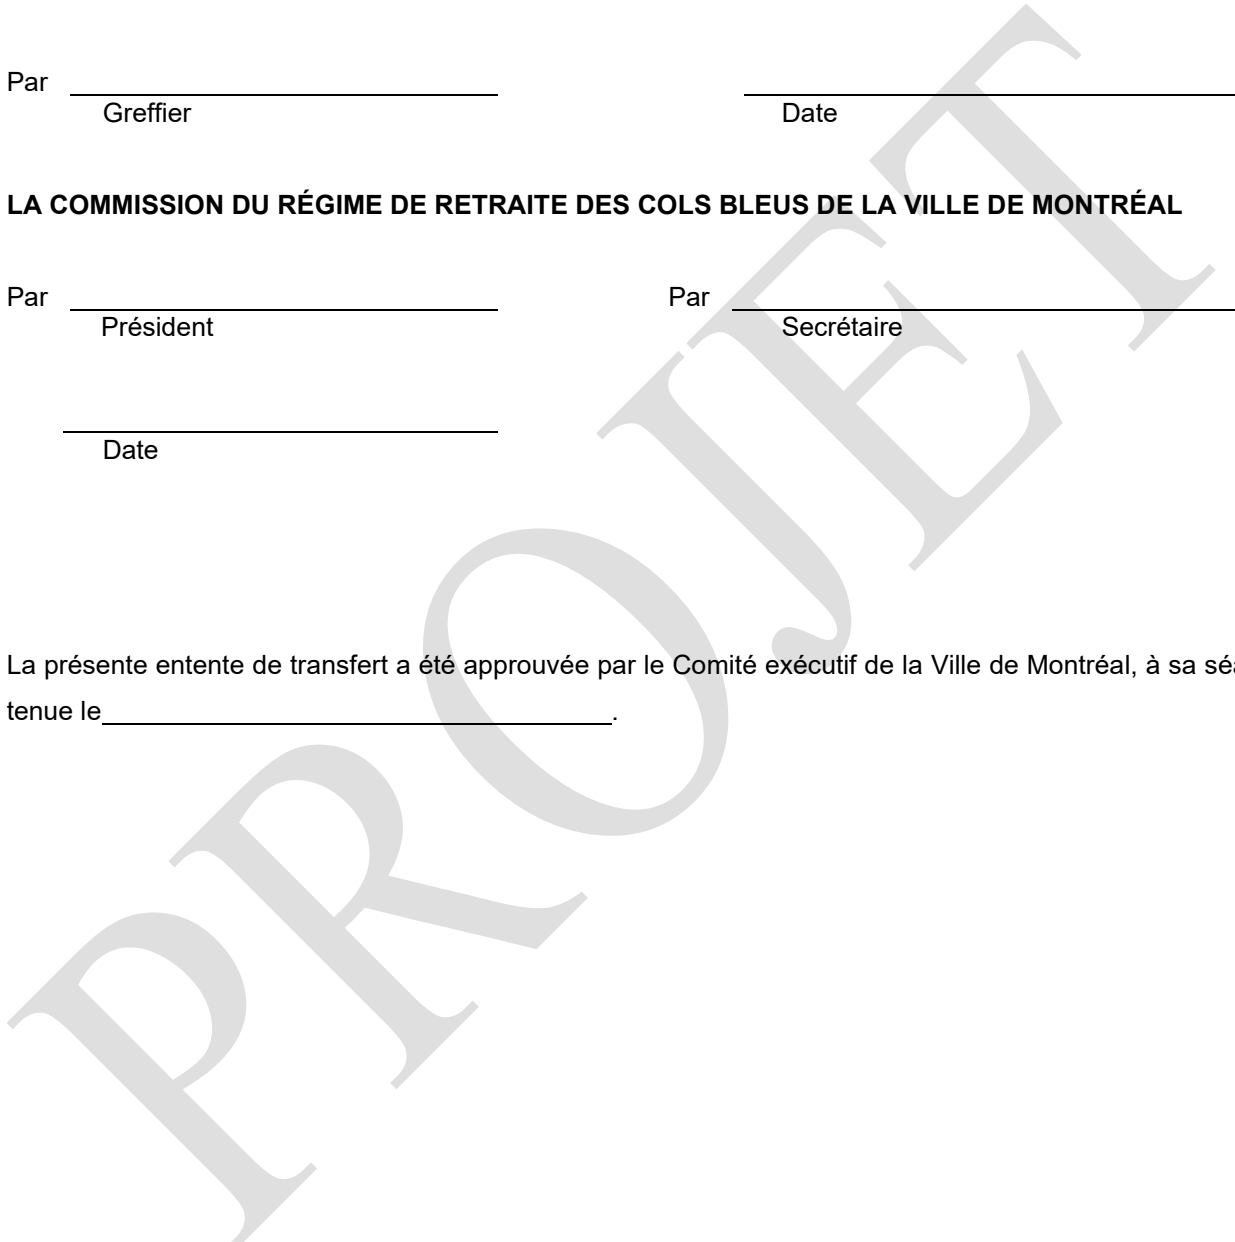 Par
Greffier Date
LA COMMISSION DU RÉGIME DE RETRAITE DES COLS BLEUS DE LA VILLE DE MONTRÉAL
Par Par
Président Secrétaire
Date
La présente entente de transfert a été approuvée par le Comité exécutif de la Ville de Montréal, à sa
tenue le .
PROJET